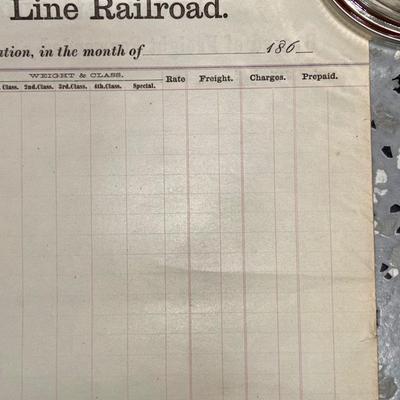 Line Railroad.
ation, in the month of 186
WEIGHT & CLASS. Rate Freight. Charges. Prepaid.
Class. 2nd.Class. 3rd.Class. 4th.Class. Special.